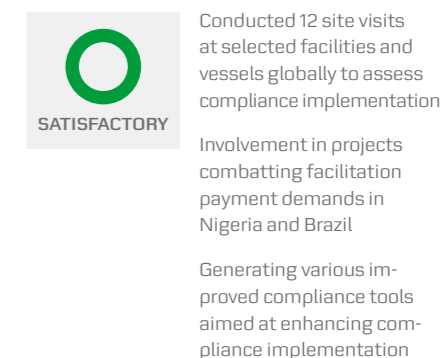 SATISFACTORY
Conducted 12 site visits
at selected facilities and
vessels globally to assess
compliance implementation
Involvement in projects
combatting facilitation
payment demands in
Nigeria and Brazil
Generating various im-
proved compliance tools
aimed at enhancing com-
pliance implementation